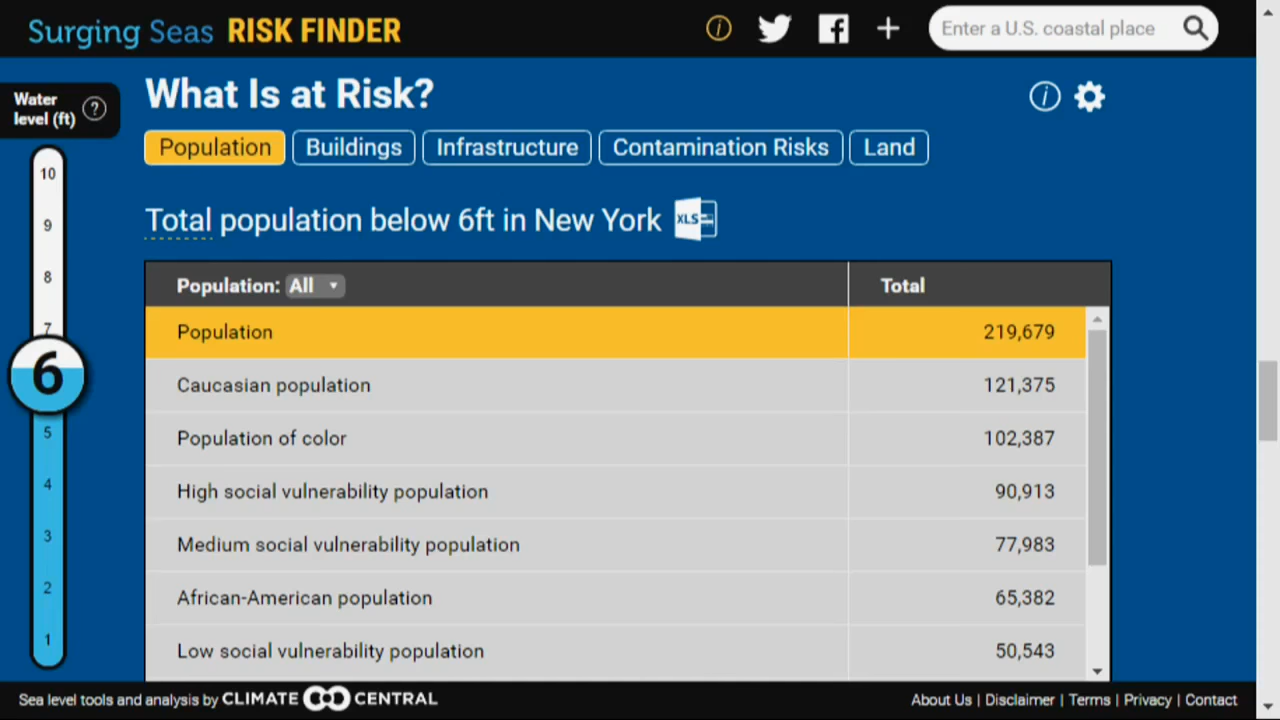 Surging Seas RISK FINDER
Enter a U.S. coastal place
Water level (ft) ?
What Is at Risk?
Population Buildings Infrastructure Contamination Risks Land
Total population below 6ft in New York XLS
Population: All Total
Population 219,679
Caucasian population 121,375
Population of color 102,387
High social vulnerability population 90,913
Medium social vulnerability population 77,983
African-American population 65,382
Low social vulnerability population 50,543
10
9
8
7
6
5
4
3
2
1
Sea level tools and analysis by CLIMATE CENTRAL
About Us | Disclaimer | Terms | Privacy | Contact